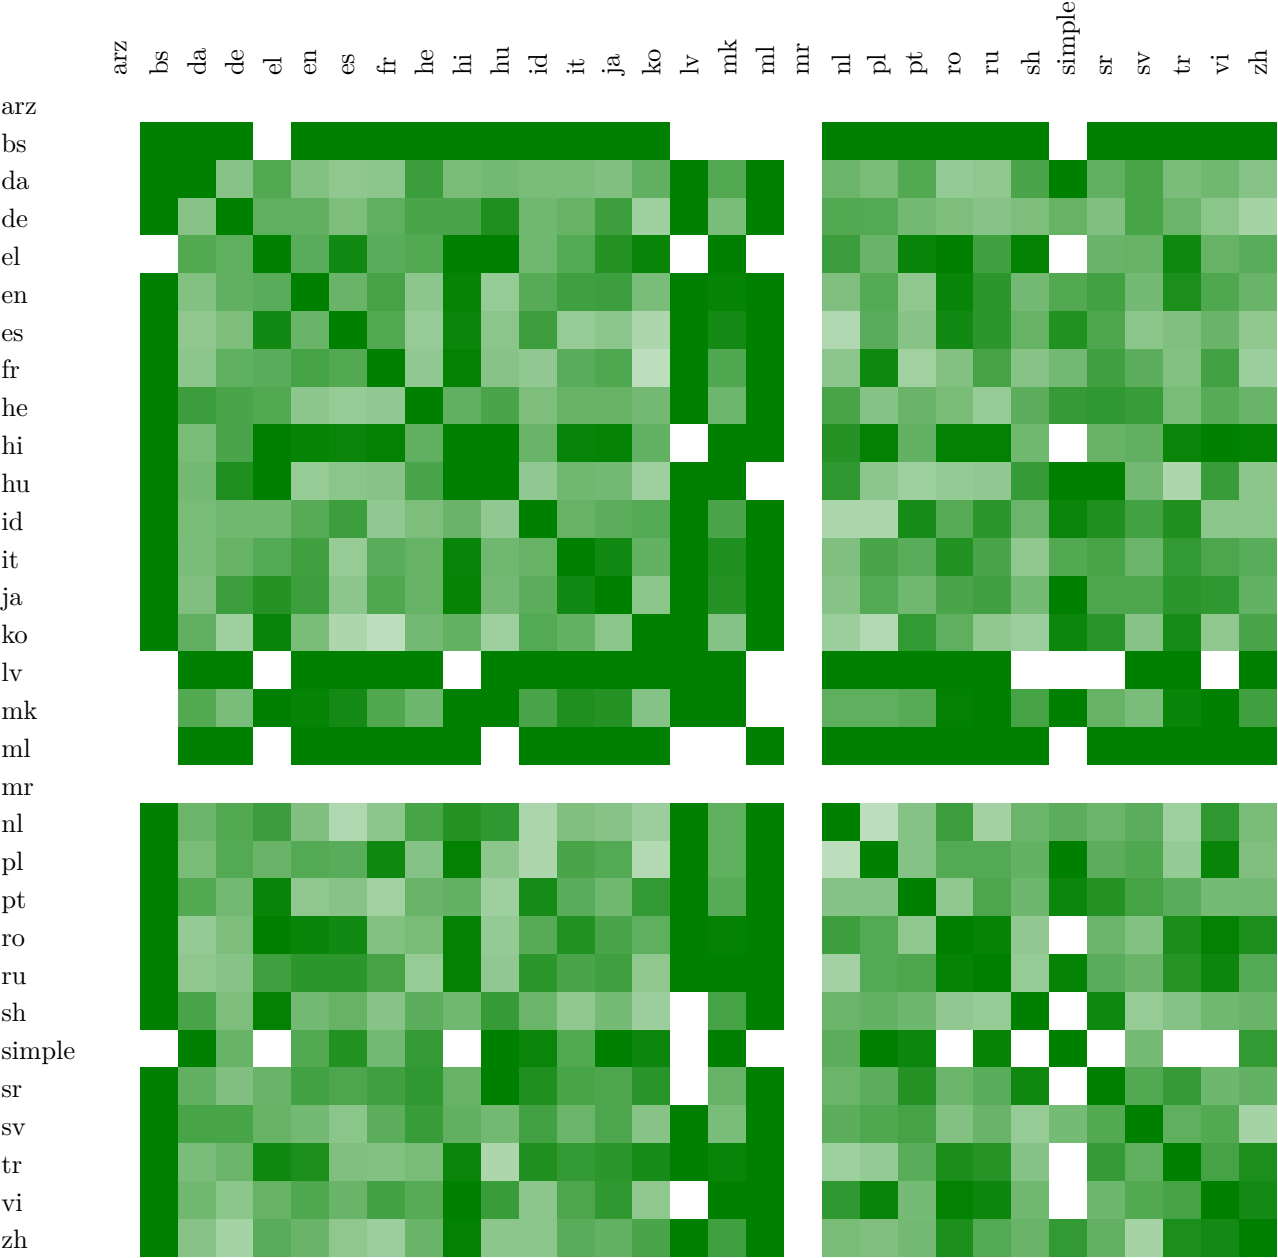 arz bs da de el en es fr he hi hu id it ja ko lv mk ml mr nl pl pt ro ru sh simple sr sv tr vi zh
arz
bs
da
de
el
en
es
fr
he
hi
hu
id
it
ja
ko
lv
mk
ml
mr
nl
pl
pt
ro
ru
sh
simple
sr
sv
tr
vi
zh